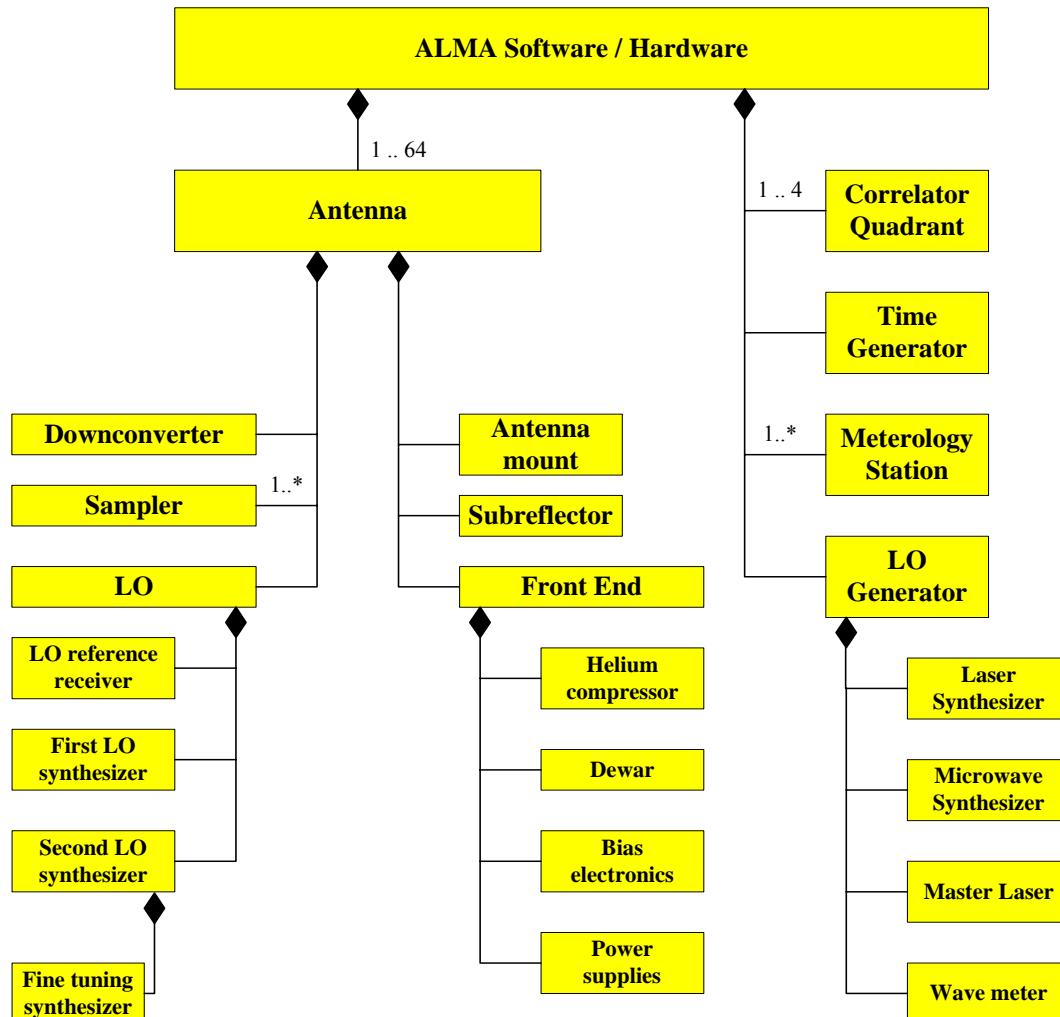 ALMA Software / Hardware
1 .. 64
Antenna
1 .. 4
Correlator
Quadrant
Time
Generator
1..*
Meterology
Station
LO
Generator
Downconverter
1..*
Sampler
LO
Antenna
mount
Subreflector
Front End
LO reference
receiver
First LO
synthesizer
Second LO
synthesizer
Fine tuning
synthesizer
Helium
compressor
Dewar
Bias
electronics
Power
supplies
Laser
Synthesizer
Microwave
Synthesizer
Master Laser
Wave meter